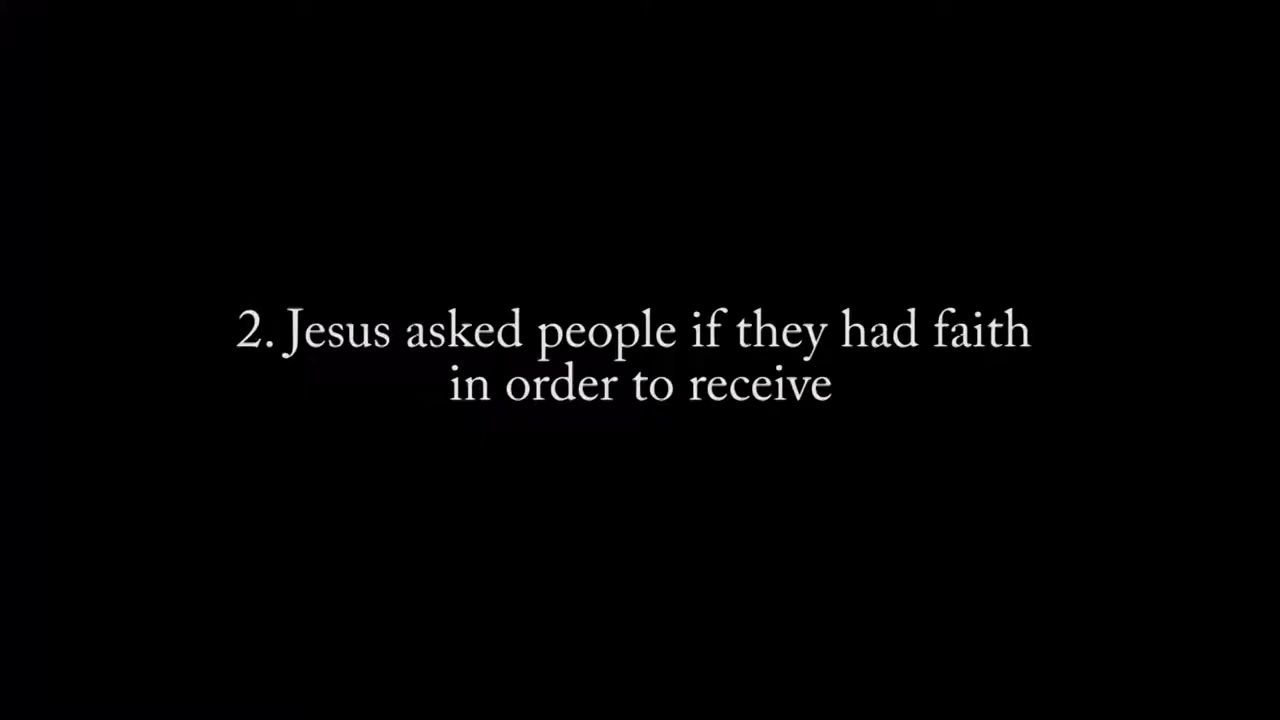 2. Jesus asked people if they had faith
in order to receive